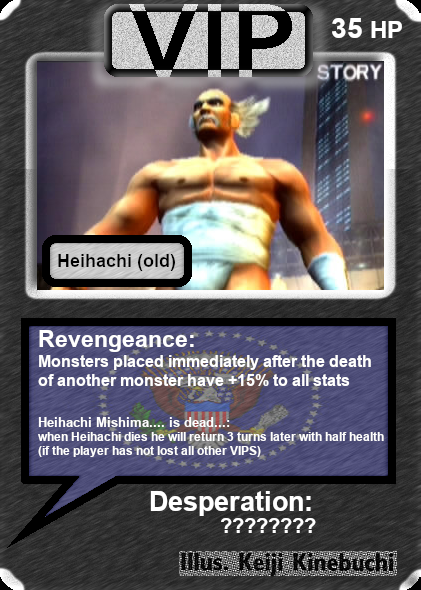 VIP
35 HP
STORY
Heihachi (old)
Revengeance:
Monsters placed immediately after the death
of another monster have +15% to all stats
Heihachi Mishima.... is dead...:
when Heihachi dies he will return 3 turns later with half health
(if the player has not lost all other VIPS)
Desperation:
????????
Illus. Keiji Kinebuchi